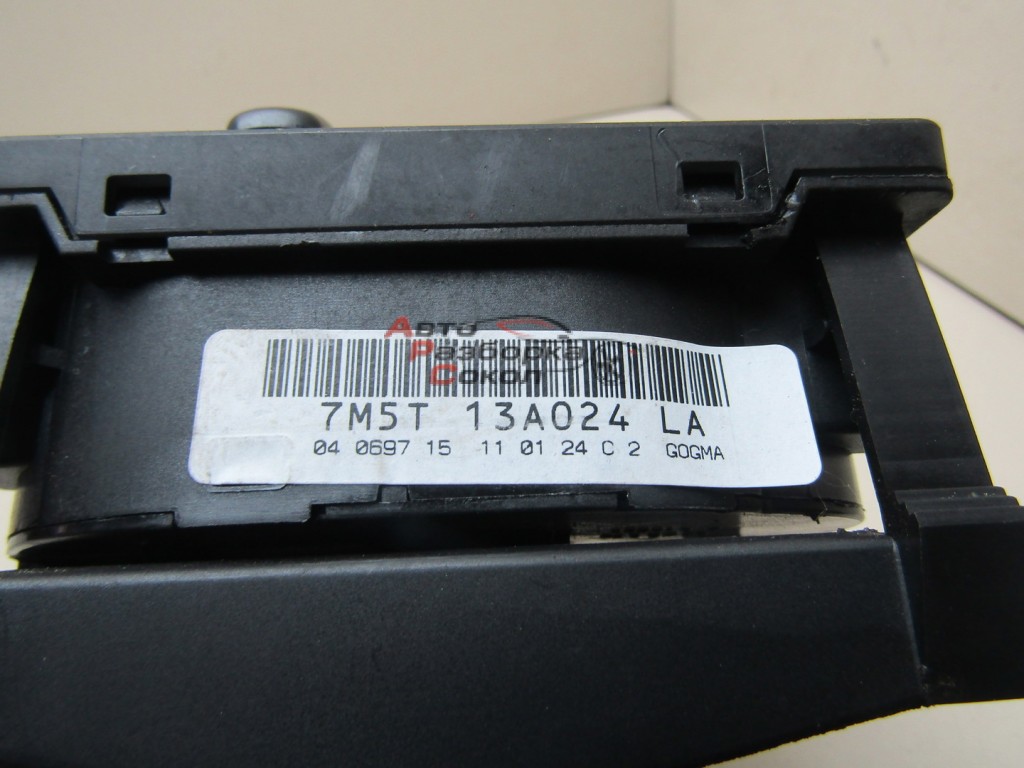 Авто
Разборка
Сокол
7M5T 13A024 LA
04 0697 15 11 01 24 C 2 GOGMA